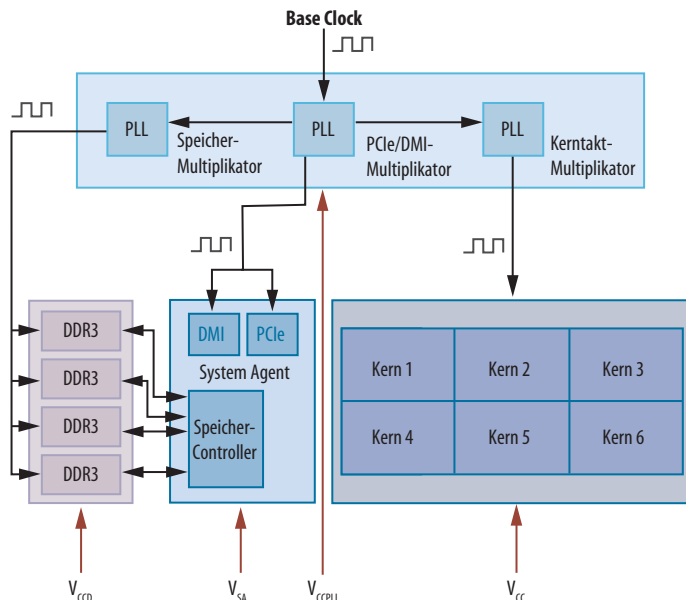 Base Clock
PLL
PLL
PLL
Speicher-
Multiplikator
PCIe/DMI-
Multiplikator
Kerntakt-
Multiplikator
DDR3
DDR3
DDR3
DDR3
DMI
PCIe
System Agent
Speicher-
Controller
Kern 1
Kern 2
Kern 3
Kern 4
Kern 5
Kern 6
VCCD
VSA
VCCPLL
VCC